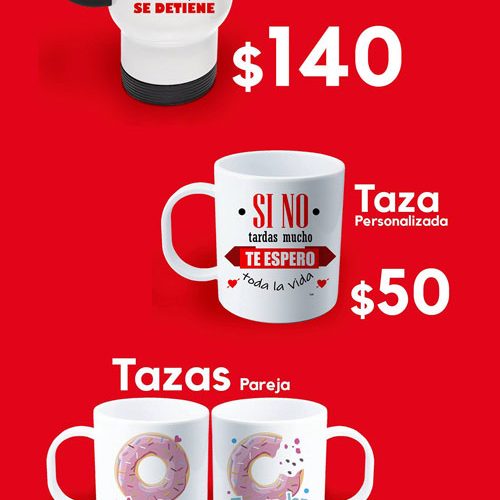 SE DETIENE
$140
• SI NO •
tardas mucho
TE ESPERO
toda la vida
Taza
Personalizada
$50
Tazas Pareja